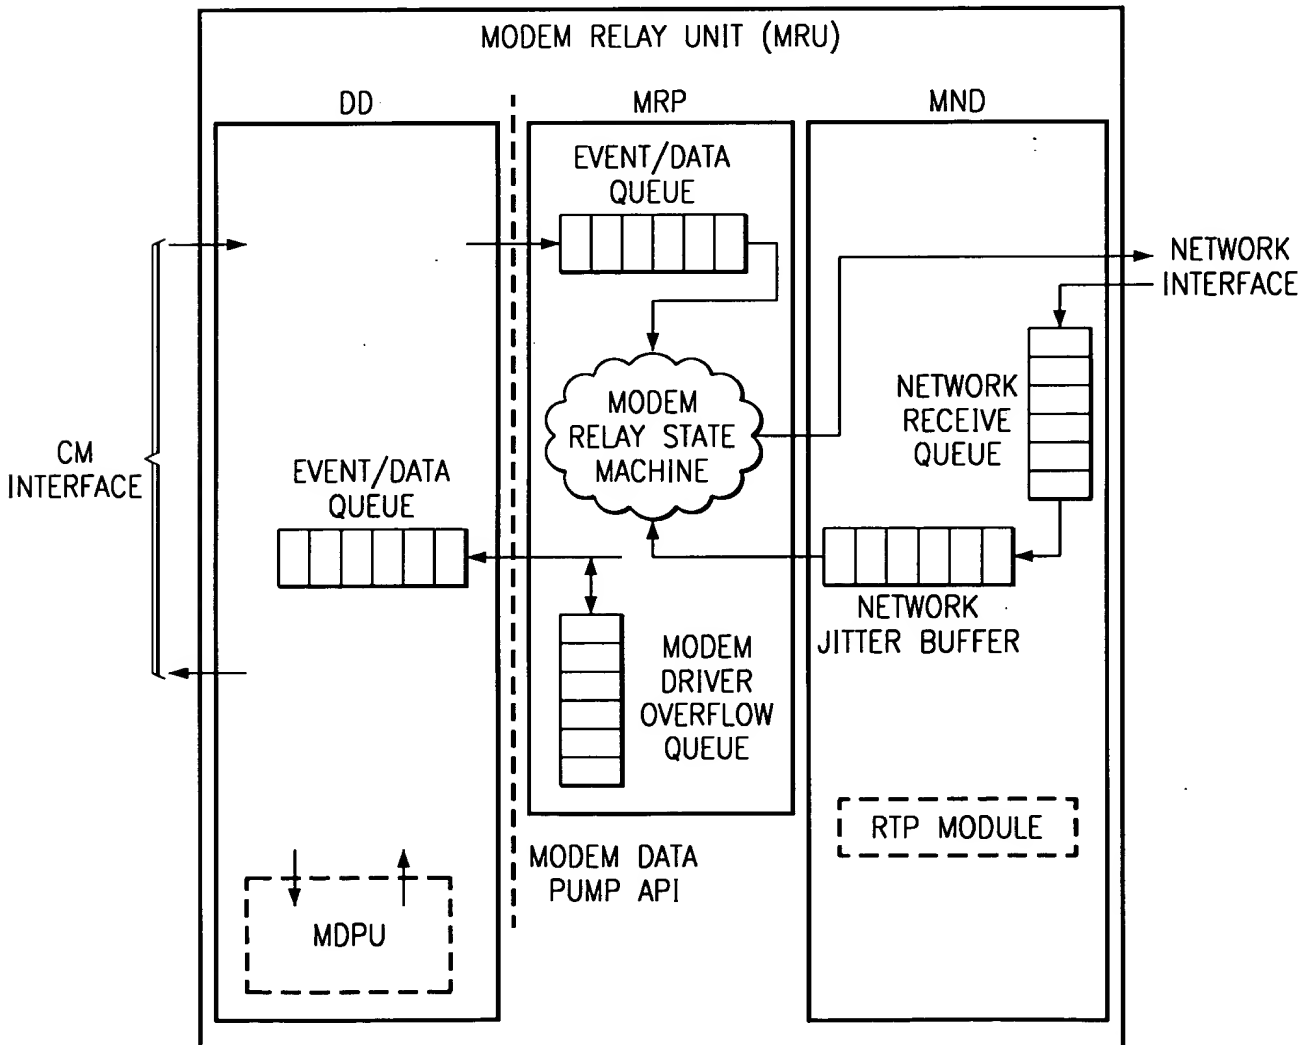 MODEM RELAY UNIT (MRU)
DD
MRP
MND
EVENT/DATA
QUEUE
NETWORK
INTERFACE
MODEM
RELAY STATE
MACHINE
NETWORK
RECEIVE
QUEUE
CM
INTERFACE
EVENT/DATA
QUEUE
NETWORK
JITTER BUFFER
MODEM
DRIVER
OVERFLOW
QUEUE
RTP MODULE
MODEM DATA
PUMP API
MDPU